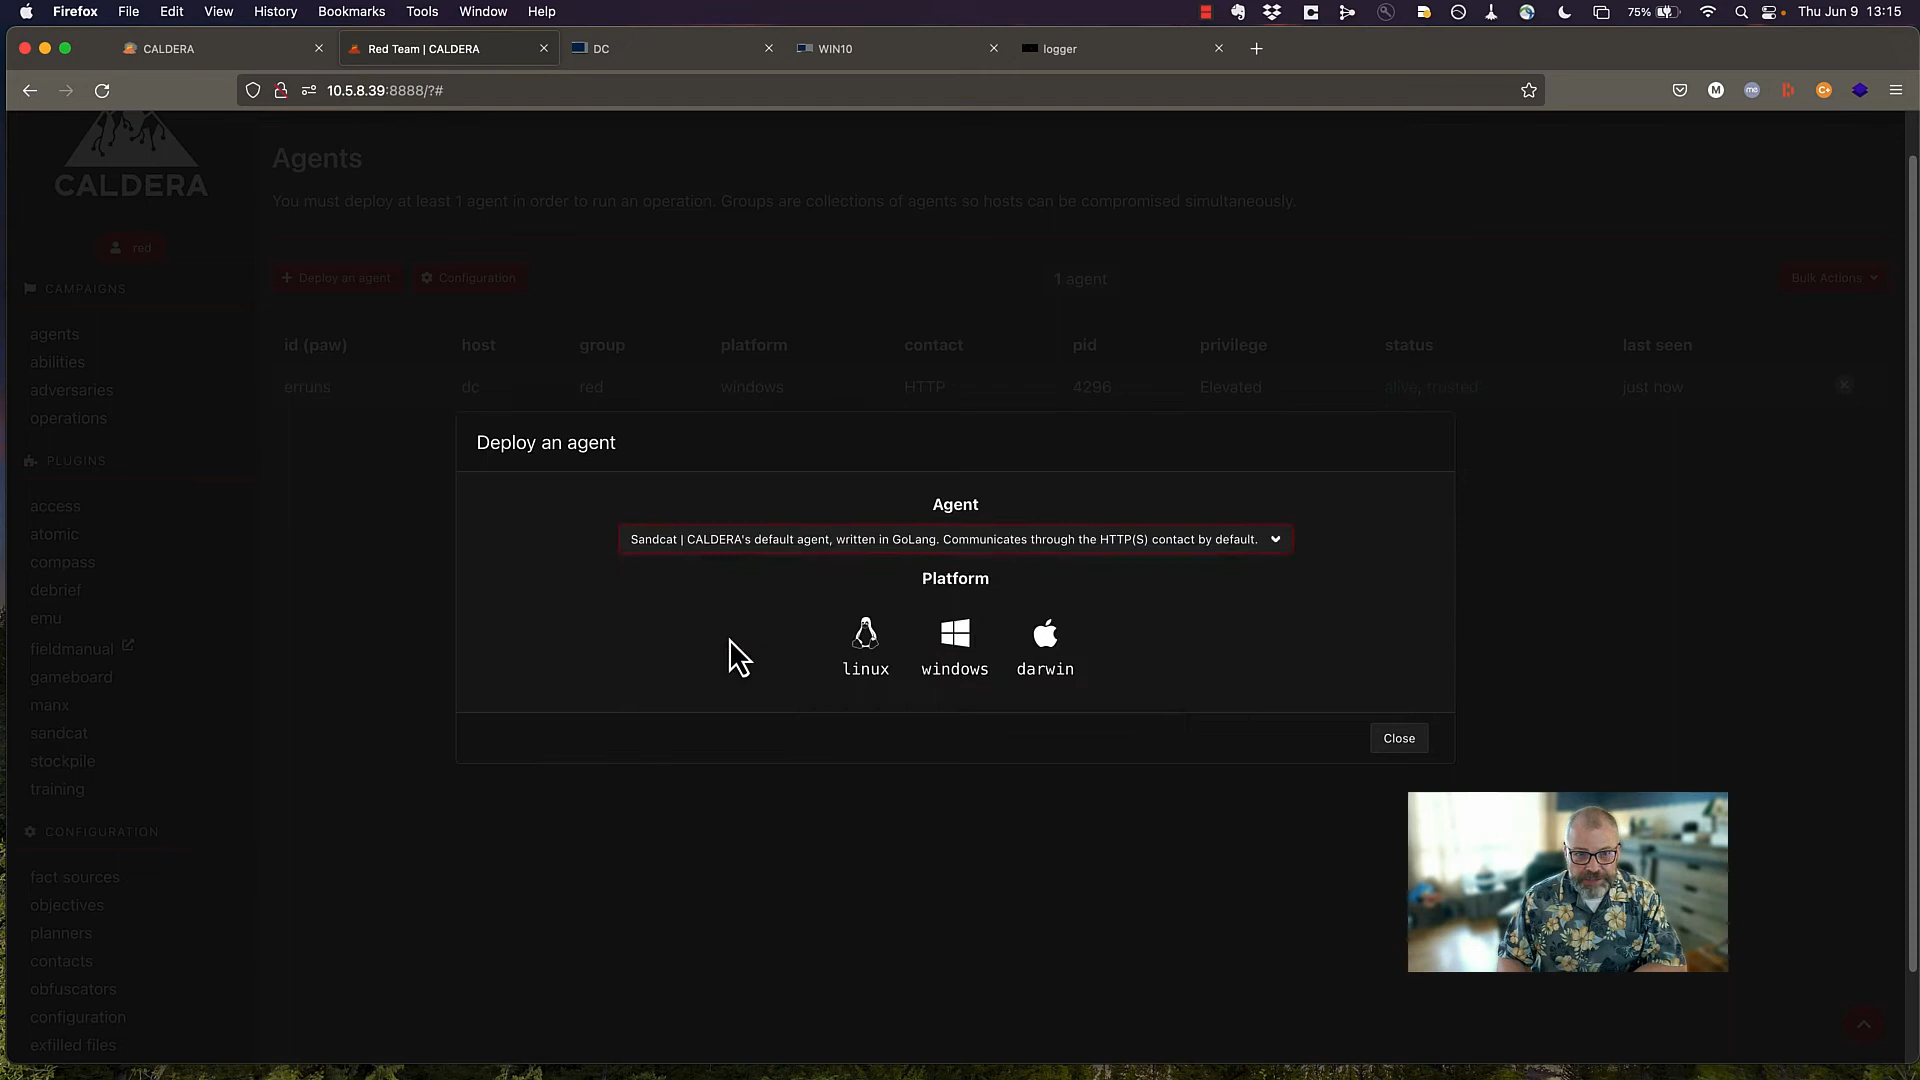 Firefox File Edit View History Bookmarks Tools Window Help 75% Thu Jun 9 13:15
CALDERA Red Team | CALDERA DC WIN10 logger
10.5.8.39:8888/?#
CALDERA
red
CAMPAIGNS
agents
abilities
adversaries
operations
PLUGINS
access
atomic
compass
debrief
emu
fieldmanual
gameboard
manx
sandcat
stockpile
training
CONFIGURATION
fact sources
objectives
planners
contacts
obfuscators
configuration
exfilled files
Agents
You must deploy at least 1 agent in order to run an operation. Groups are collections of agents so hosts can be compromised simultaneously.
Deploy an agent Configuration 1 agent Bulk Actions
id (paw) host group platform contact pid privilege status last seen
erruns dc red windows HTTP 4296 Elevated alive, trusted just now
Deploy an agent
Agent
Sandcat | CALDERA's default agent, written in GoLang. Communicates through the HTTP(S) contact by default.
Platform
linux windows darwin
Close